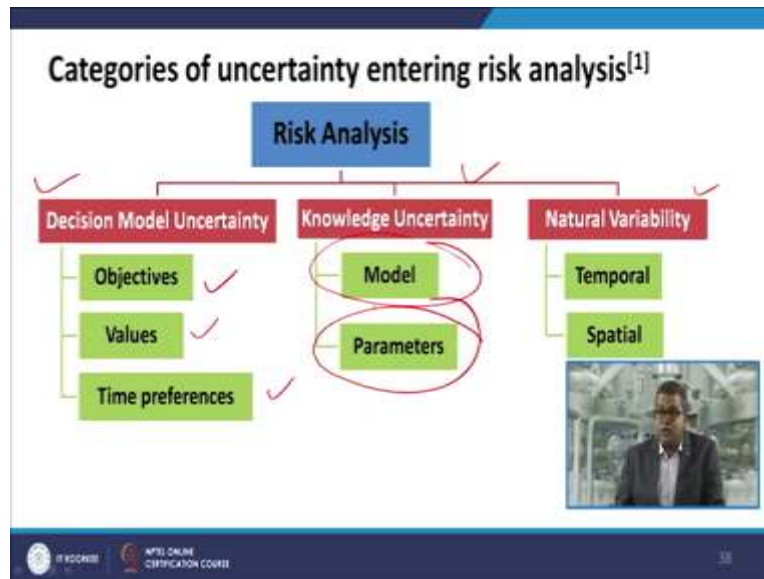 Categories of uncertainty entering risk analysis[1]
Risk Analysis
Decision Model Uncertainty
Knowledge Uncertainty
Natural Variability
Objectives
Model
Temporal
Values
Parameters
Spatial
Time preferences
IIT ROORKEE
NPTEL ONLINE
CERTIFICATION COURSE
38